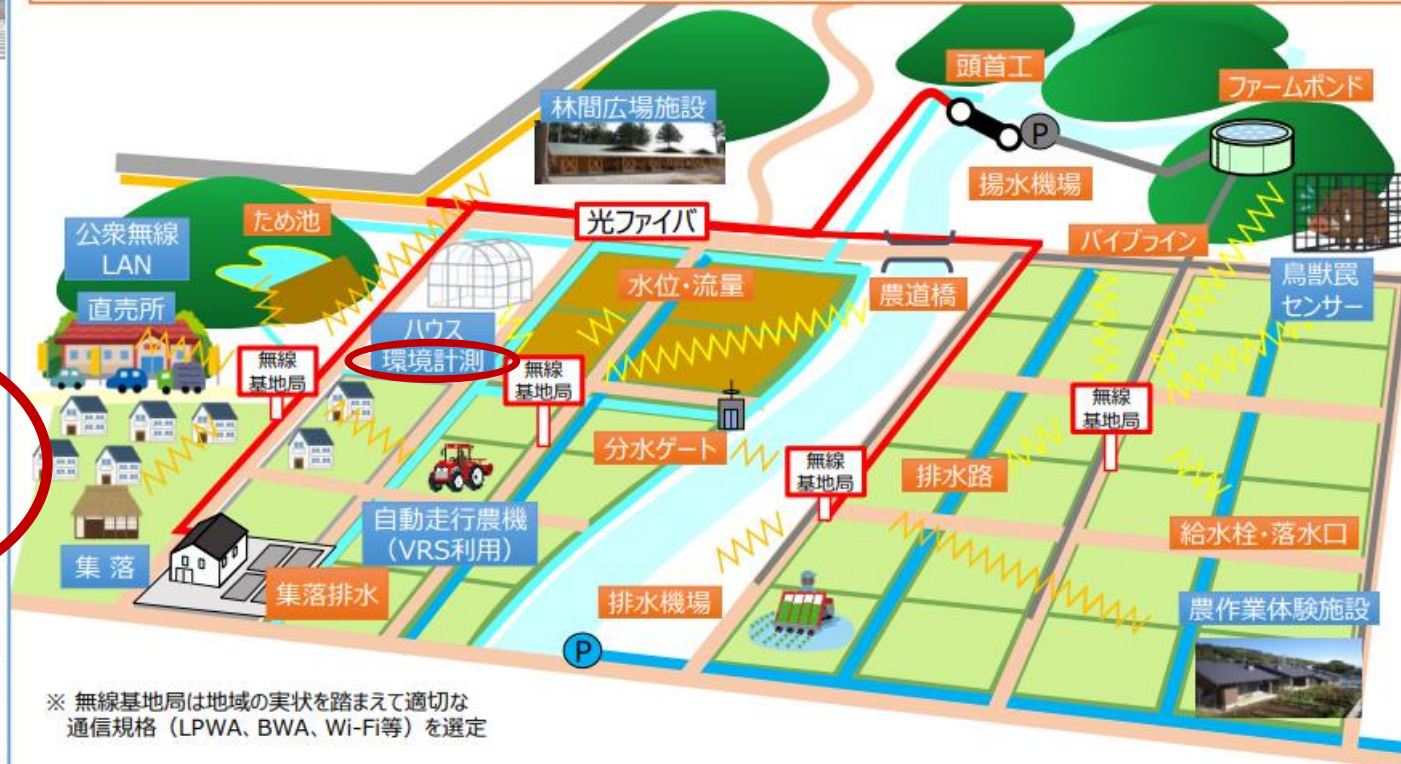 頭首工
ファームポンド
林間広場施設
P
揚水機場
ため池
光ファイバ
パイプライン
公衆無線
LAN
水位・流量
農道橋
鳥獣罠
センサー
直売所
ハウス
環境計測
無線
基地局
無線
基地局
無線
基地局
分水ゲート
無線
基地局
排水路
自動走行農機
（VRS利用）
給水栓・落水口
集 落
集落排水
排水機場
農作業体験施設
P
※ 無線基地局は地域の実状を踏まえて適切な
通信規格（LPWA、BWA、Wi-Fi等）を選定